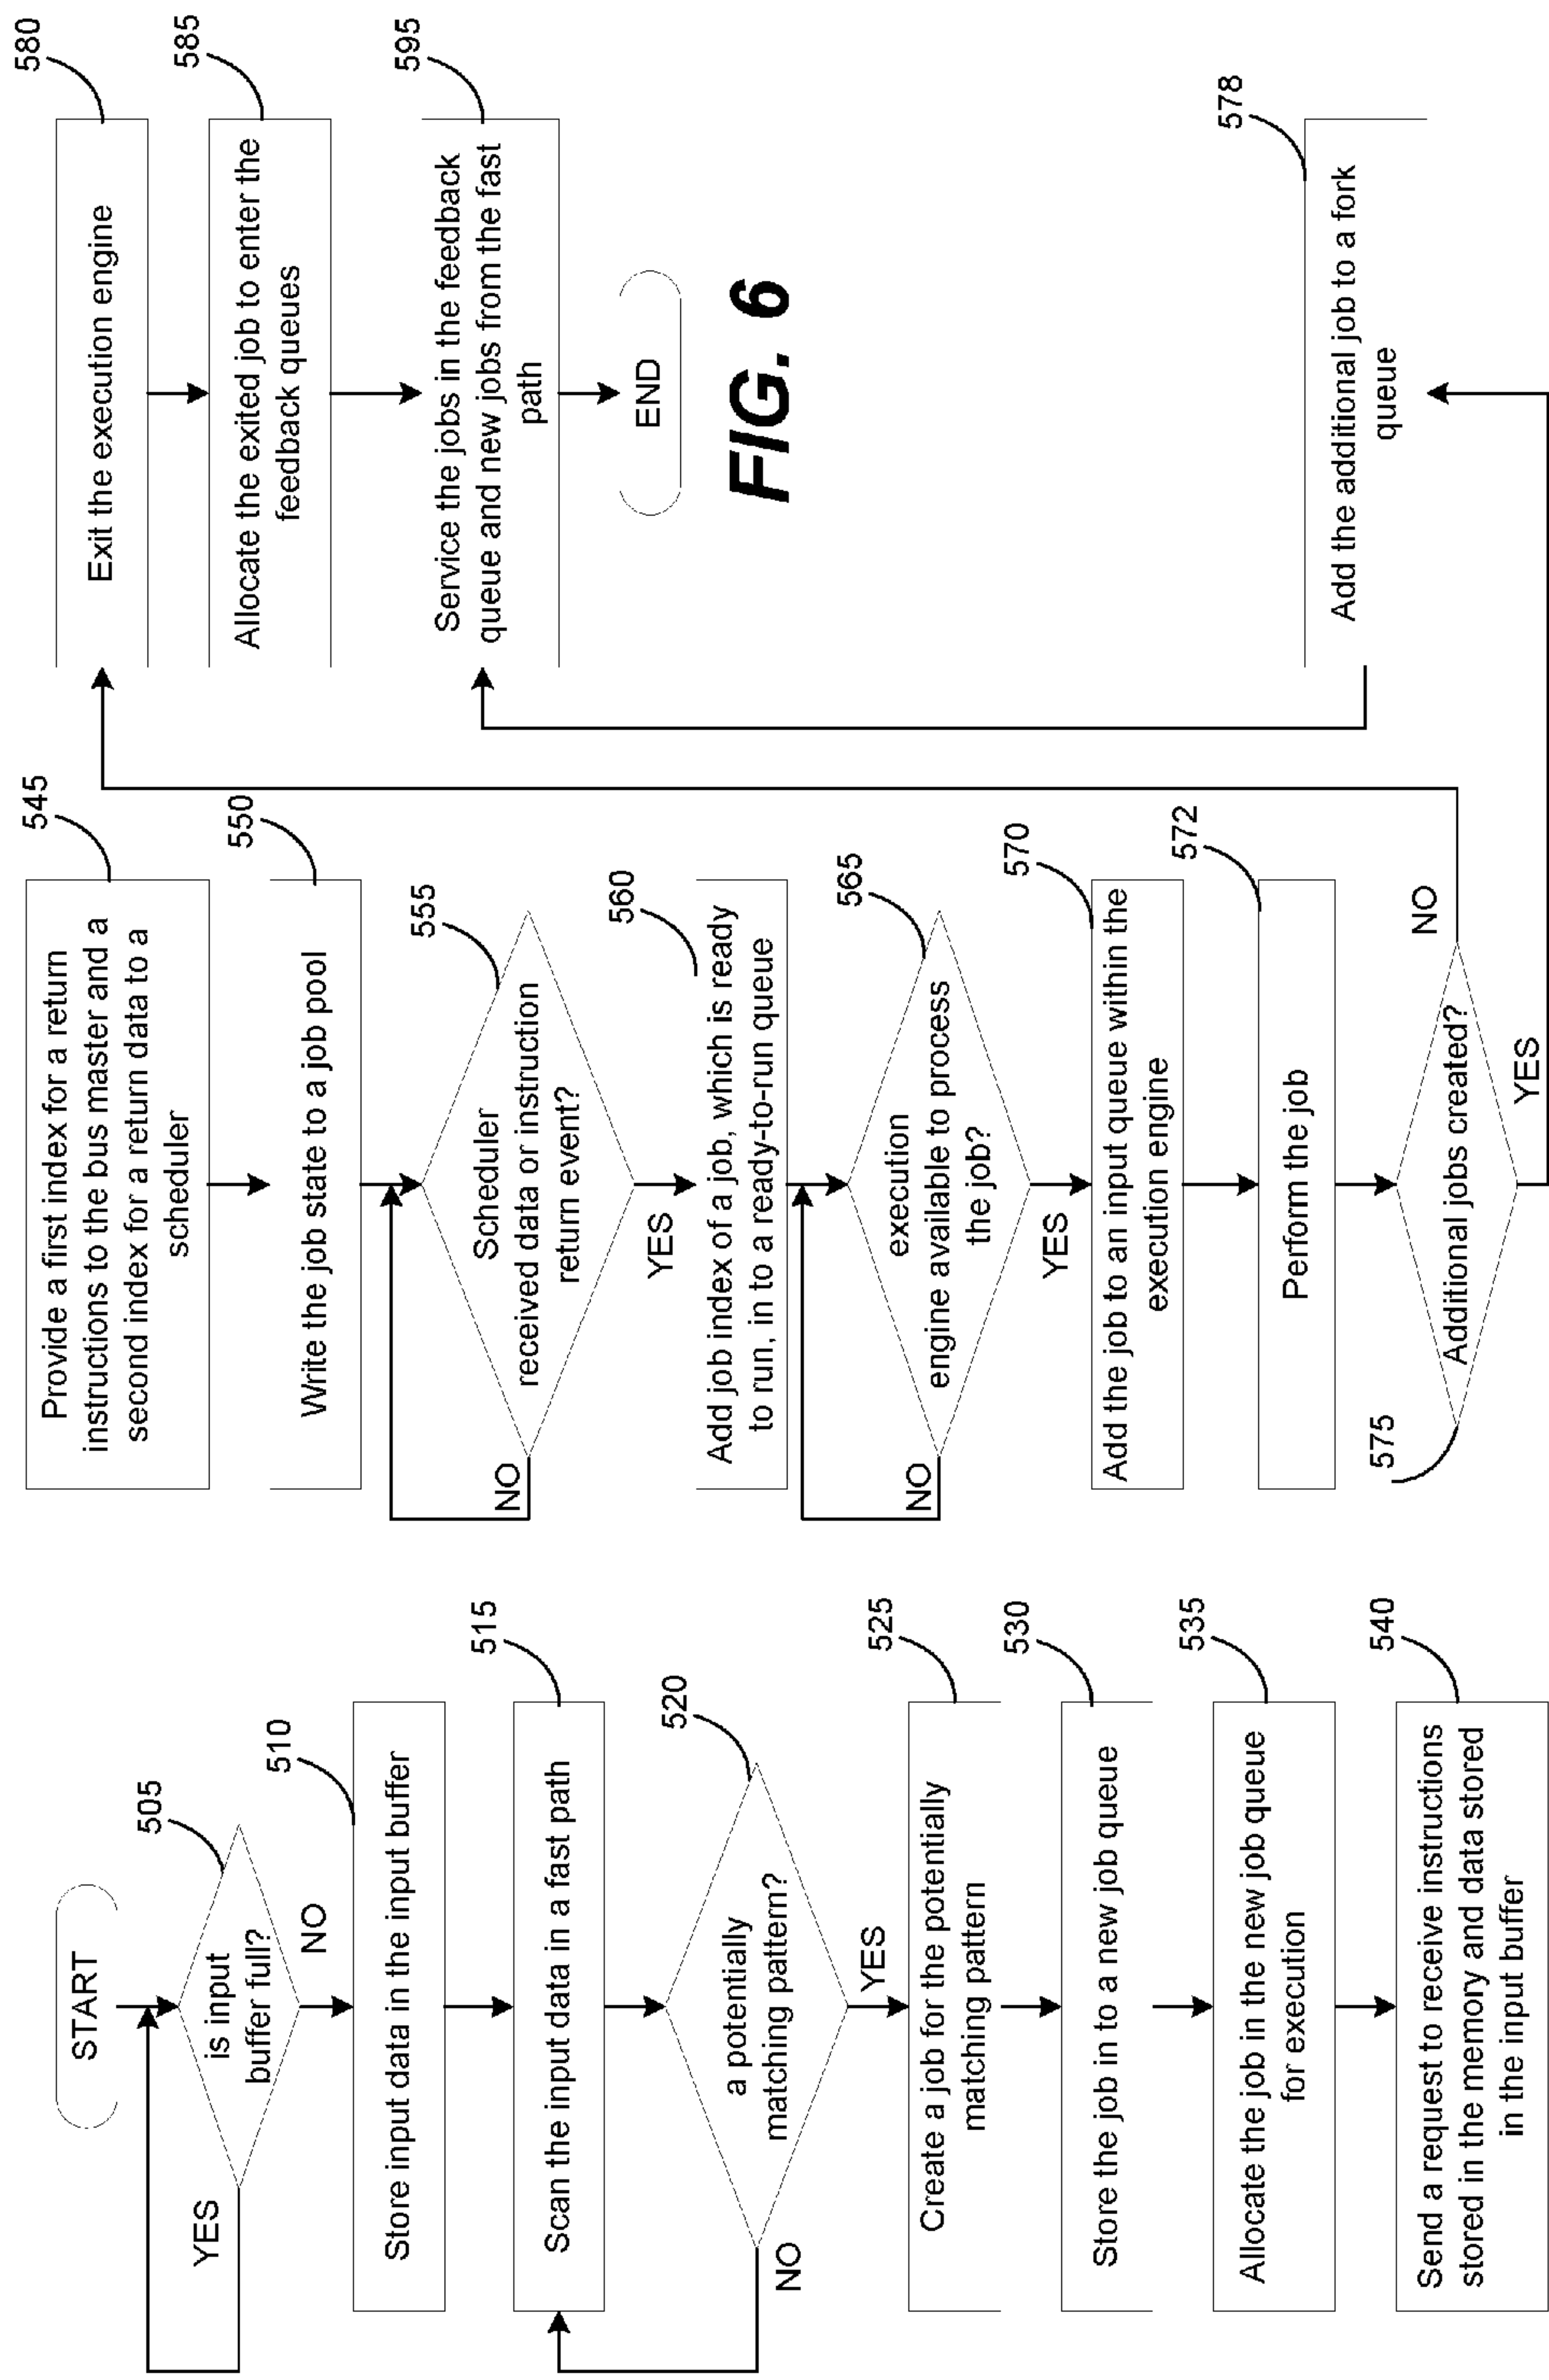 START
505
is input
buffer full?
YES
NO
510
Store input data in the input buffer
515
Scan the input data in a fast path
520
a potentially
matching pattern?
NO
YES
525
Create a job for the potentially
matching pattern
530
Store the job in to a new job queue
535
Allocate the job in the new job queue
for execution
540
Send a request to receive instructions
stored in the memory and data stored
in the input buffer
545
Provide a first index for a return
instructions to the bus master and a
second index for a return data to a
scheduler
550
Write the job state to a job pool
555
Scheduler
received data or instruction
return event?
NO
YES
560
Add job index of a job, which is ready
to run, in to a ready-to-run queue
565
execution
engine available to process
the job?
NO
YES
570
Add the job to an input queue within the
execution engine
572
Perform the job
575
Additional jobs created?
NO
YES
580
Exit the execution engine
585
Allocate the exited job to enter the
feedback queues
595
Service the jobs in the feedback
queue and new jobs from the fast
path
END
FIG. 6
578
Add the additional job to a fork
queue